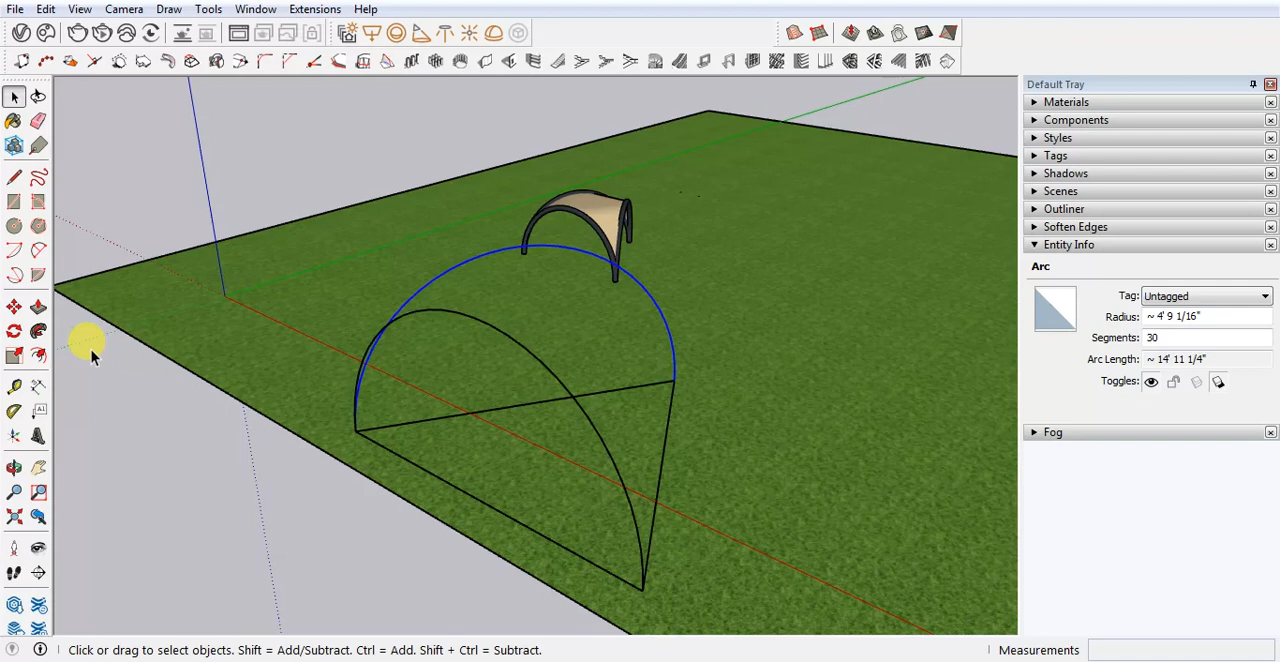 File Edit View Camera Draw Tools Window Extensions Help
Default Tray
Materials
Components
Styles
Tags
Shadows
Scenes
Outliner
Soften Edges
Entity Info
Arc
Tag: Untagged
Radius: ~ 4' 9 1/16"
Segments: 30
Arc Length: ~ 14' 11 1/4"
Toggles:
Fog
A1
Click or drag to select objects. Shift = Add/Subtract. Ctrl = Add. Shift + Ctrl = Subtract. Measurements